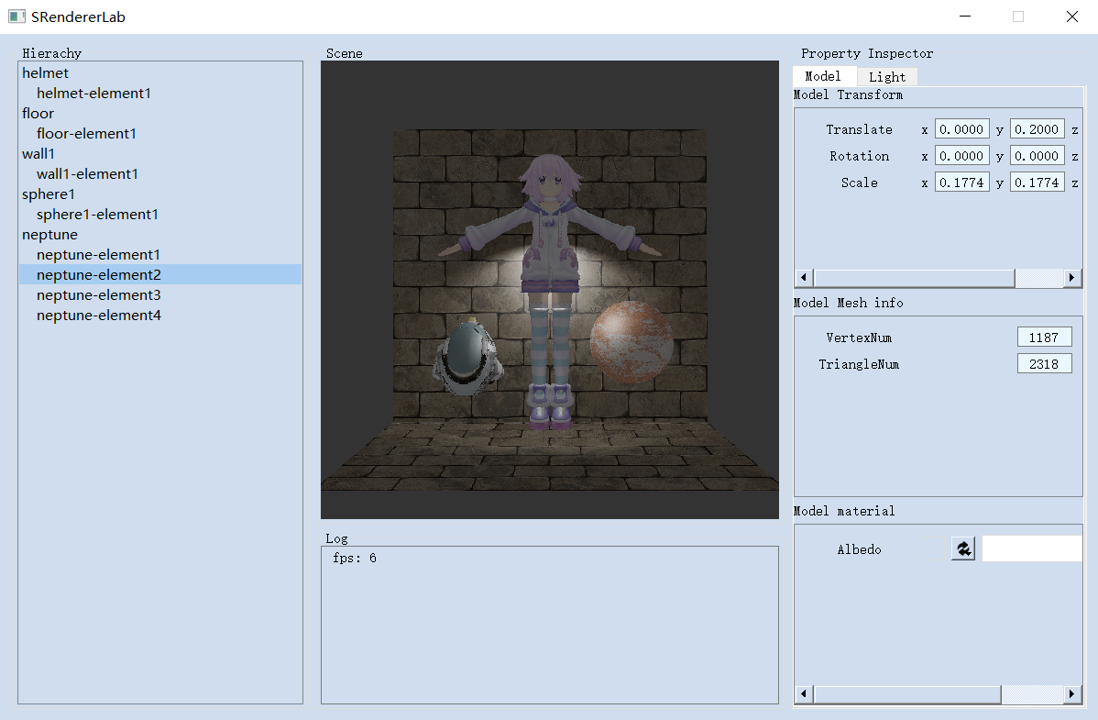 SRendererLab
Hierachy
helmet
helmet-element1
floor
floor-element1
wall1
wall1-element1
sphere1
sphere1-element1
neptune
neptune-element1
neptune-element2
neptune-element3
neptune-element4
Scene
Log
fps: 6
Property Inspector
Model Light
Model Transform
Translate x 0.0000 y 0.2000 z
Rotation x 0.0000 y 0.0000 z
Scale x 0.1774 y 0.1774 z
Model Mesh info
VertexNum 1187
TriangleNum 2318
Model material
Albedo